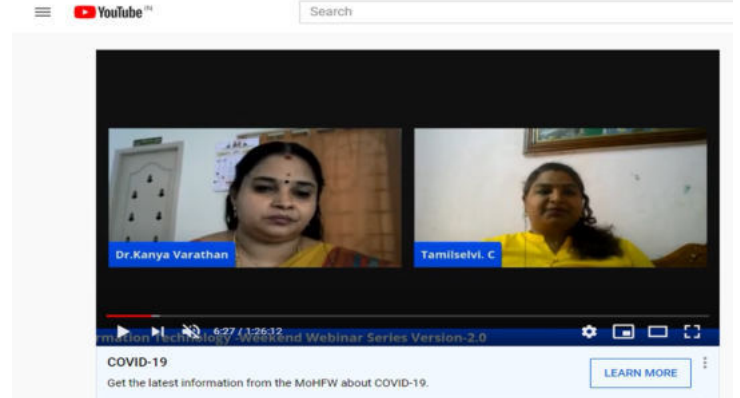 YouTube IN
Search
Dr.Kanya Varathan
Tamilselvi. C
6:27 / 1:26:12
rmation Technology -Weekend Webinar Series Version-2.0
COVID-19
Get the latest information from the MoHFW about COVID-19.
LEARN MORE